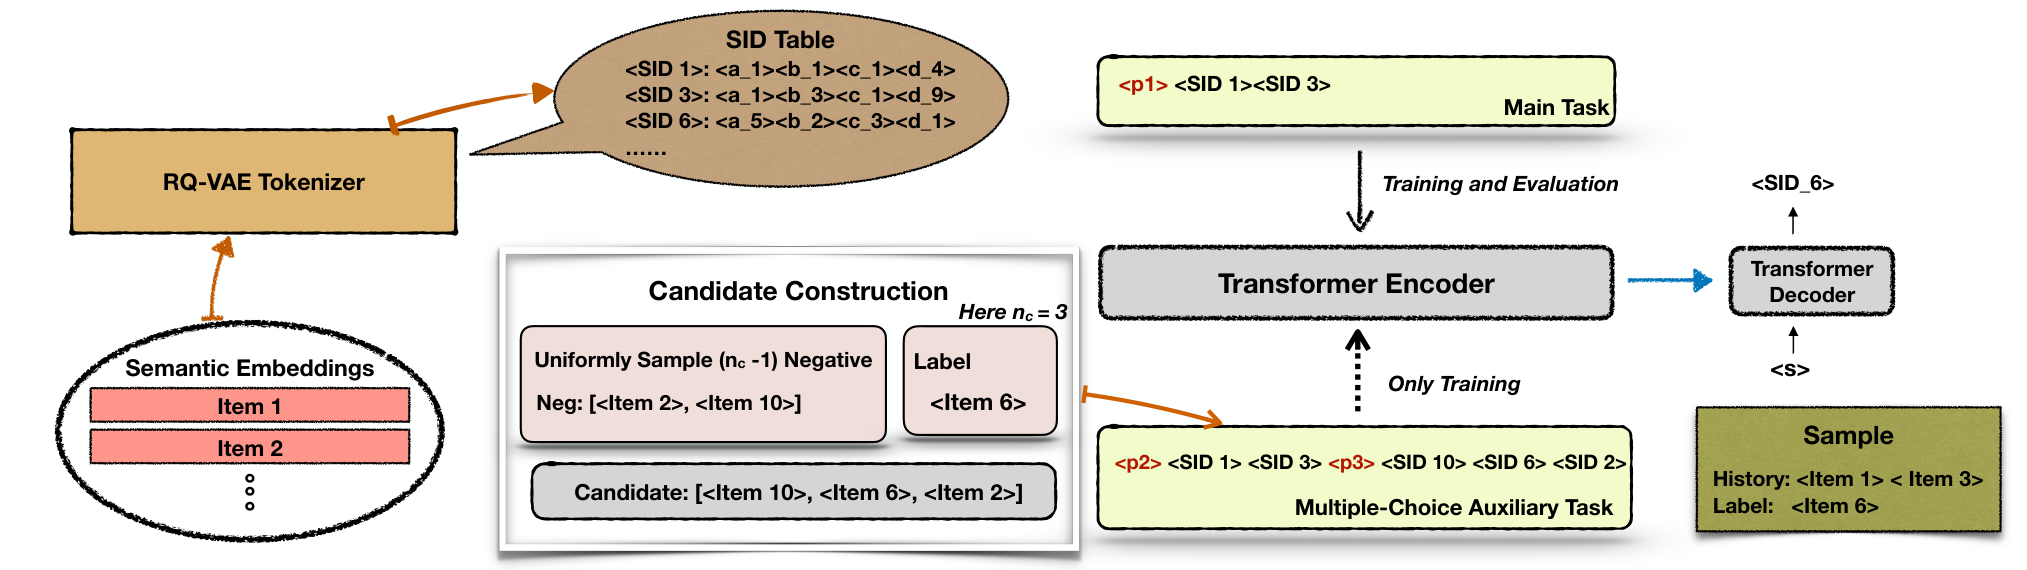 SID Table
<SID 1>: <a_1><b_1><c_1><d_4>
<SID 3>: <a_1><b_3><c_1><d_9>
<SID 6>: <a_5><b_2><c_3><d_1>
......
RQ-VAE Tokenizer
Semantic Embeddings
Item 1
Item 2
Candidate Construction
Here n_c = 3
Uniformly Sample (n_c -1) Negative
Neg: [<Item 2>, <Item 10>]
Label
<Item 6>
Candidate: [<Item 10>, <Item 6>, <Item 2>]
<p1> <SID 1><SID 3>
Main Task
Training and Evaluation
Transformer Encoder
Only Training
<p2> <SID 1> <SID 3> <p3> <SID 10> <SID 6> <SID 2>
Multiple-Choice Auxiliary Task
<SID_6>
Transformer
Decoder
<s>
Sample
History: <Item 1> < Item 3>
Label: <Item 6>